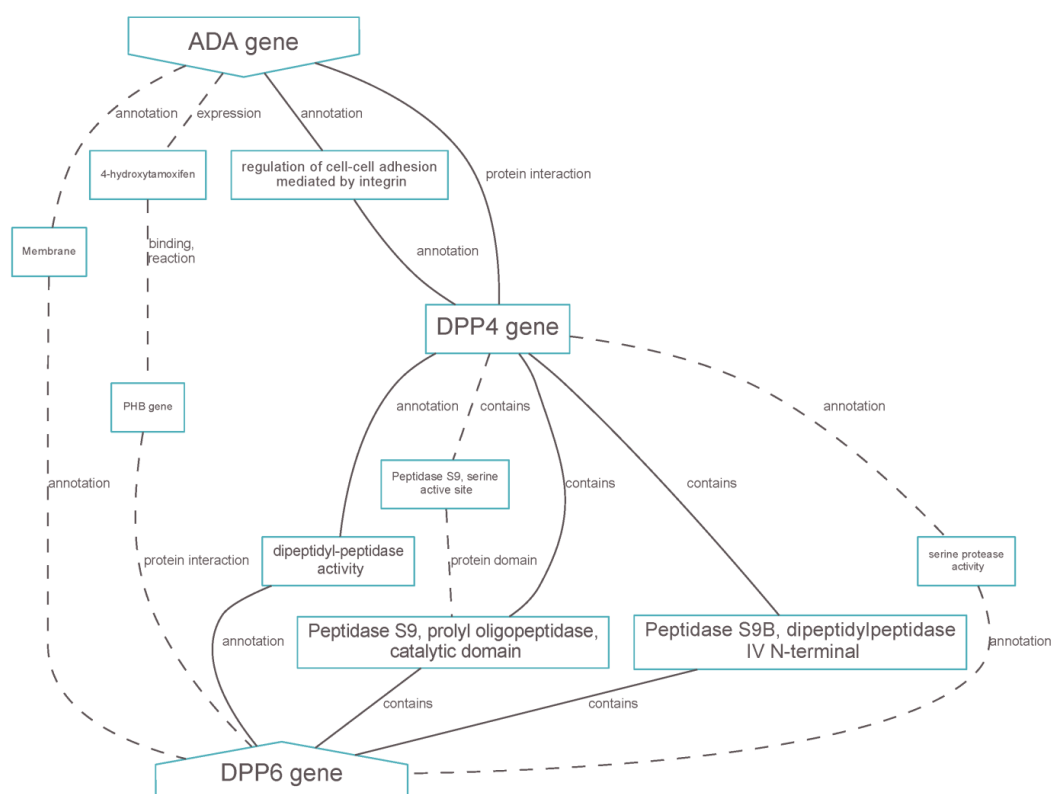 ADA gene
annotation
expression
annotation
4-hydroxytamoxifen
regulation of cell-cell adhesion
mediated by integrin
protein interaction
Membrane
binding,
reaction
annotation
DPP4 gene
PHB gene
annotation
contains
annotation
Peptidase S9, serine
active site
annotation
contains
contains
dipeptidyl-peptidase
activity
protein interaction
protein domain
serine protease
activity
Peptidase S9, prolyl oligopeptidase,
catalytic domain
Peptidase S9B, dipeptidylpeptidase
IV N-terminal
annotation
annotation
contains
contains
DPP6 gene